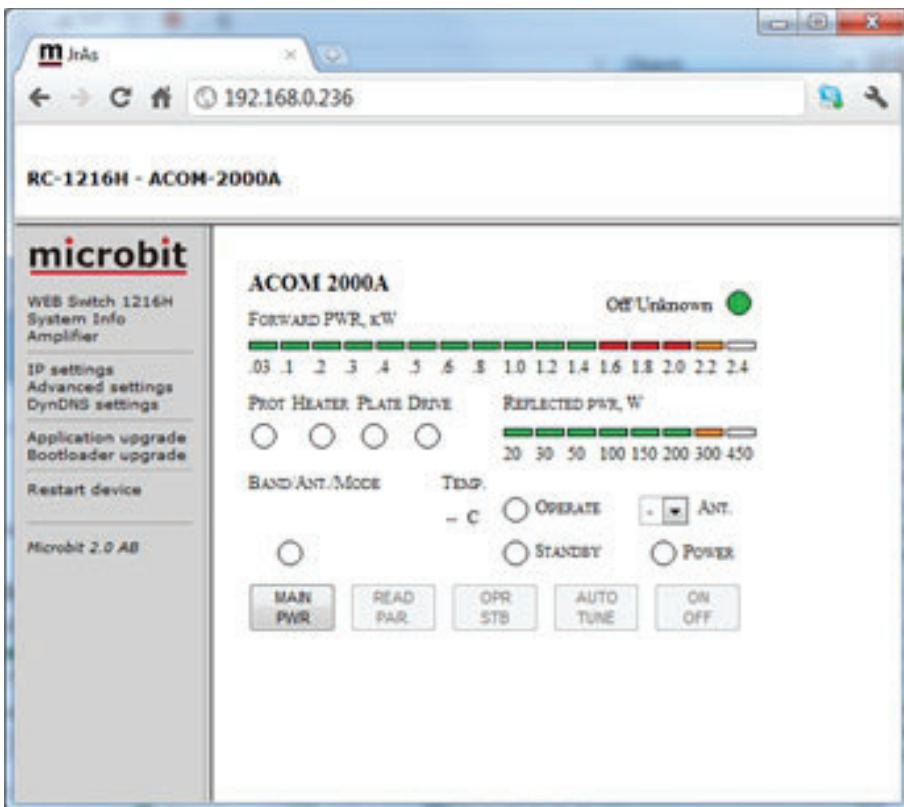 m JrAs
192.168.0.236
RC-1216H - ACOM-2000A
microbit
WEB Switch 1216H
System Info
Amplifier
IP settings
Advanced settings
DynDNS settings
Application upgrade
Bootloader upgrade
Restart device
Microbit 2.0 AB
ACOM 2000A
Off/Unknown
FORWARD PWR, KW
.03 .1 .2 .3 .4 .5 .6 .8 1.0 1.2 1.4 1.6 1.8 2.0 2.2 2.4
PROT HEATER PLATE DRIVE
REFLECTED PWR, W
20 30 50 100 150 200 300 450
BAND/ANT./MODE
TEMP.
-- C
OPERATE
- ANT.
STANDBY
POWER
MAIN PWR
READ PAR.
OPR STB
AUTO TUNE
ON OFF